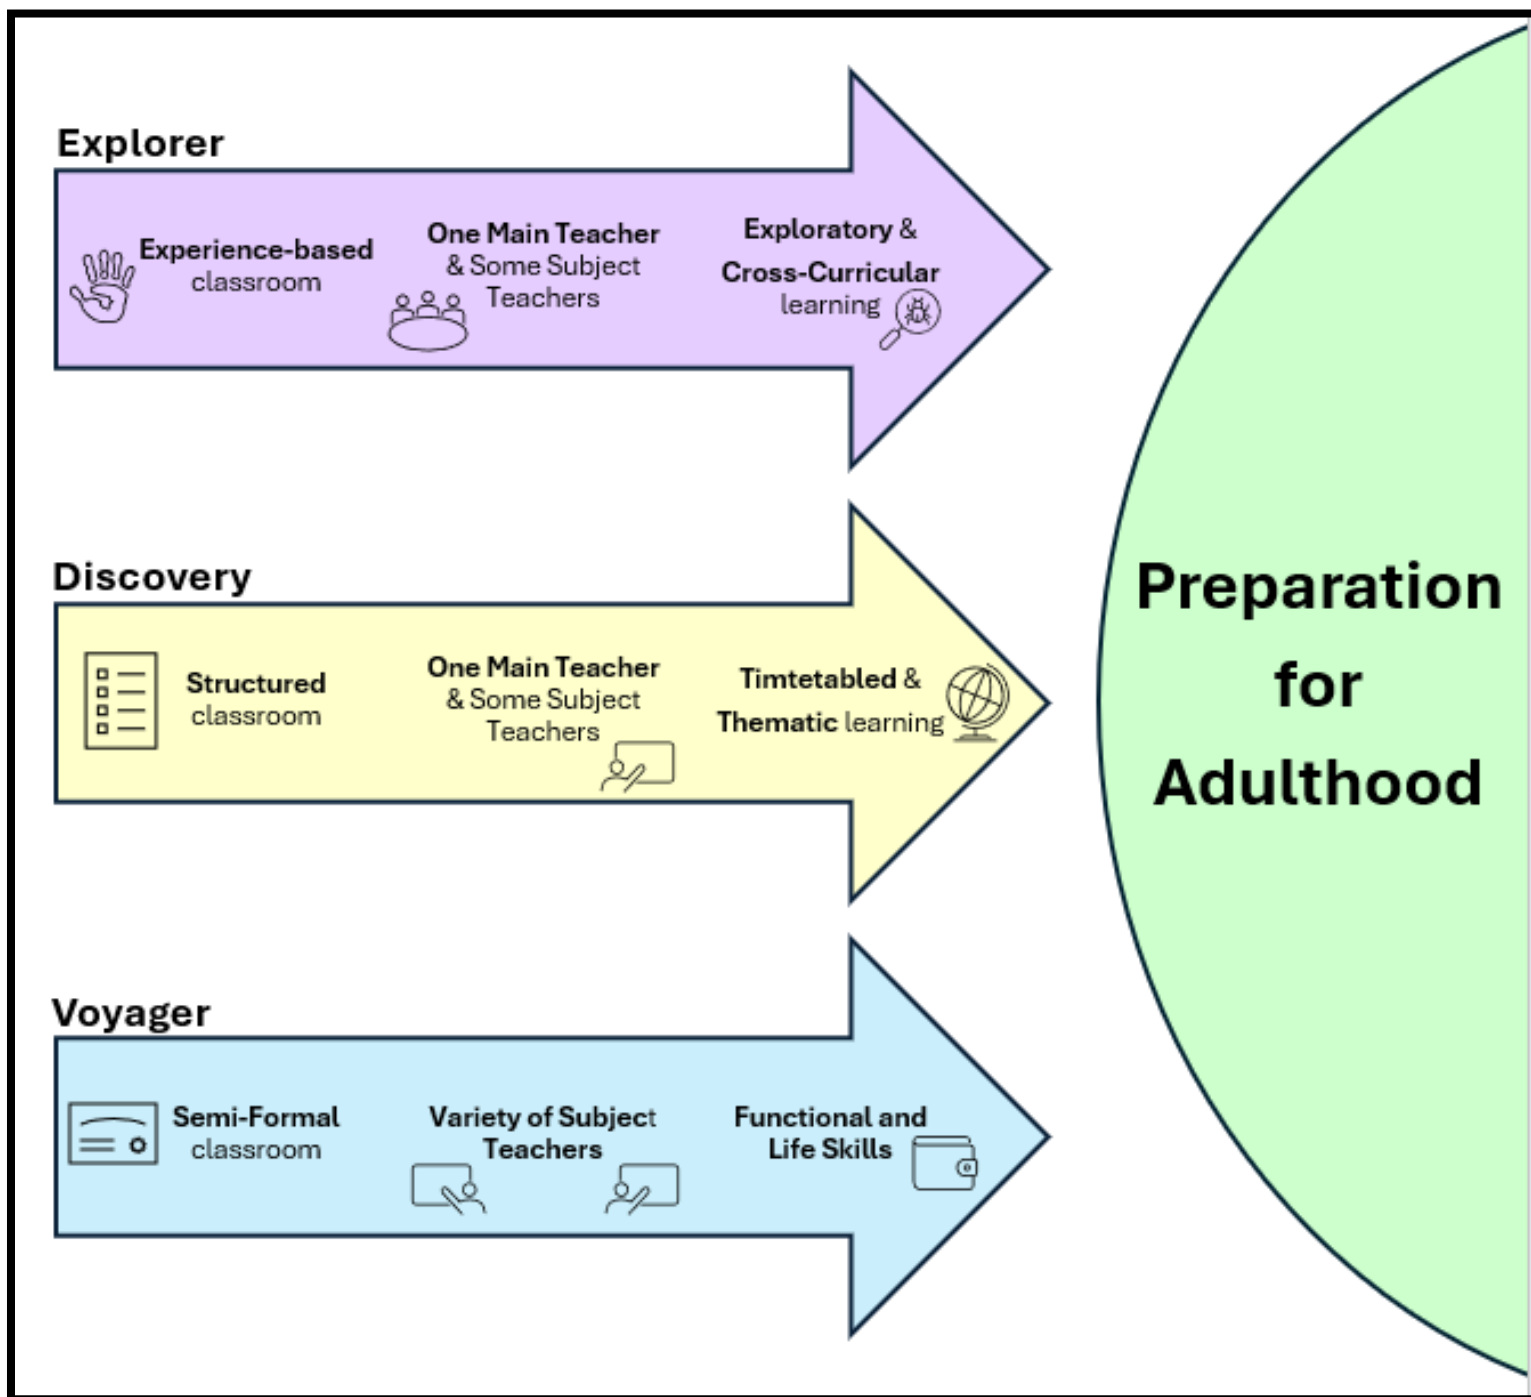 Explorer
Experience-based
classroom
One Main Teacher
& Some Subject
Teachers
Exploratory &
Cross-Curricular
learning
Discovery
Structured
classroom
One Main Teacher
& Some Subject
Teachers
Timtetabled &
Thematic learning
Voyager
Semi-Formal
classroom
Variety of Subject
Teachers
Functional and
Life Skills
Preparation
for
Adulthood